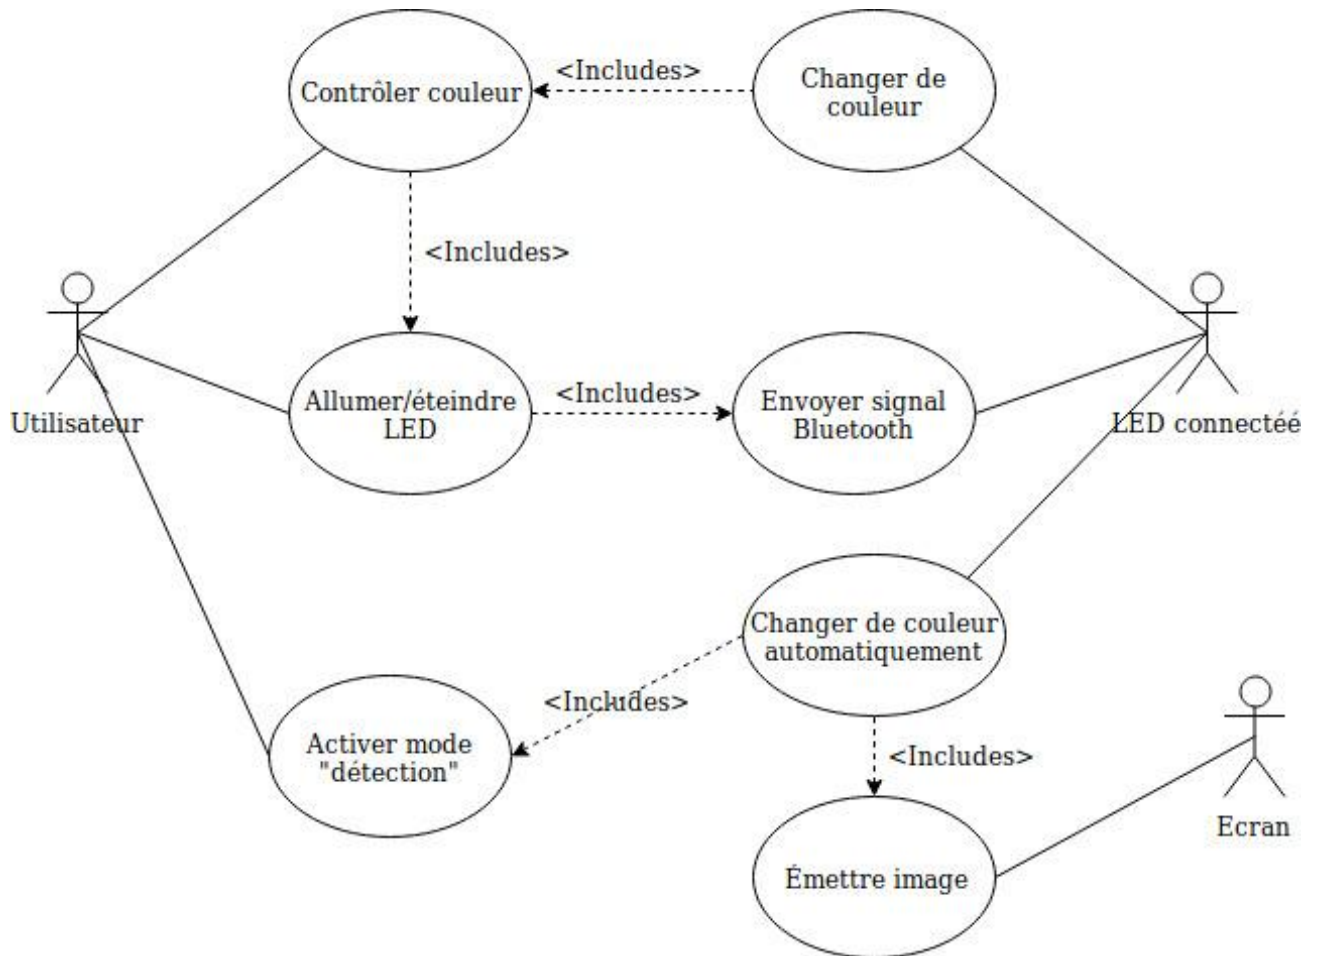 <Includes>
Contrôler couleur
Changer de
couleur
<Includes>
Utilisateur
Allumer/éteindre
LED
<Includes>
Envoyer signal
Bluetooth
LED connectéé
Changer de couleur
automatiquement
<Includes>
Activer mode
"détection"
<Includes>
Ecran
Émettre image